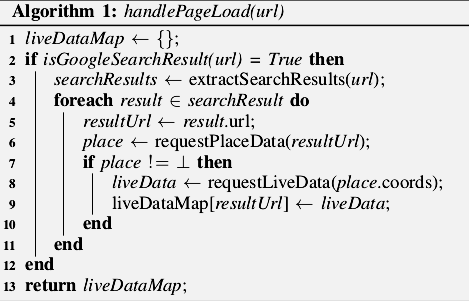 Algorithm 1: handlePageLoad(url)
1 liveDataMap ← {};
2 if isGoogleSearchResult(url) = True then
3 searchResults ← extractSearchResults(url);
4 foreach result ∈ searchResult do
5 resultUrl ← result.url;
6 place ← requestPlaceData(resultUrl);
7 if place != ⊥ then
8 liveData ← requestLiveData(place.coords);
9 liveDataMap[resultUrl] ← liveData;
10 end
11 end
12 end
13 return liveDataMap;